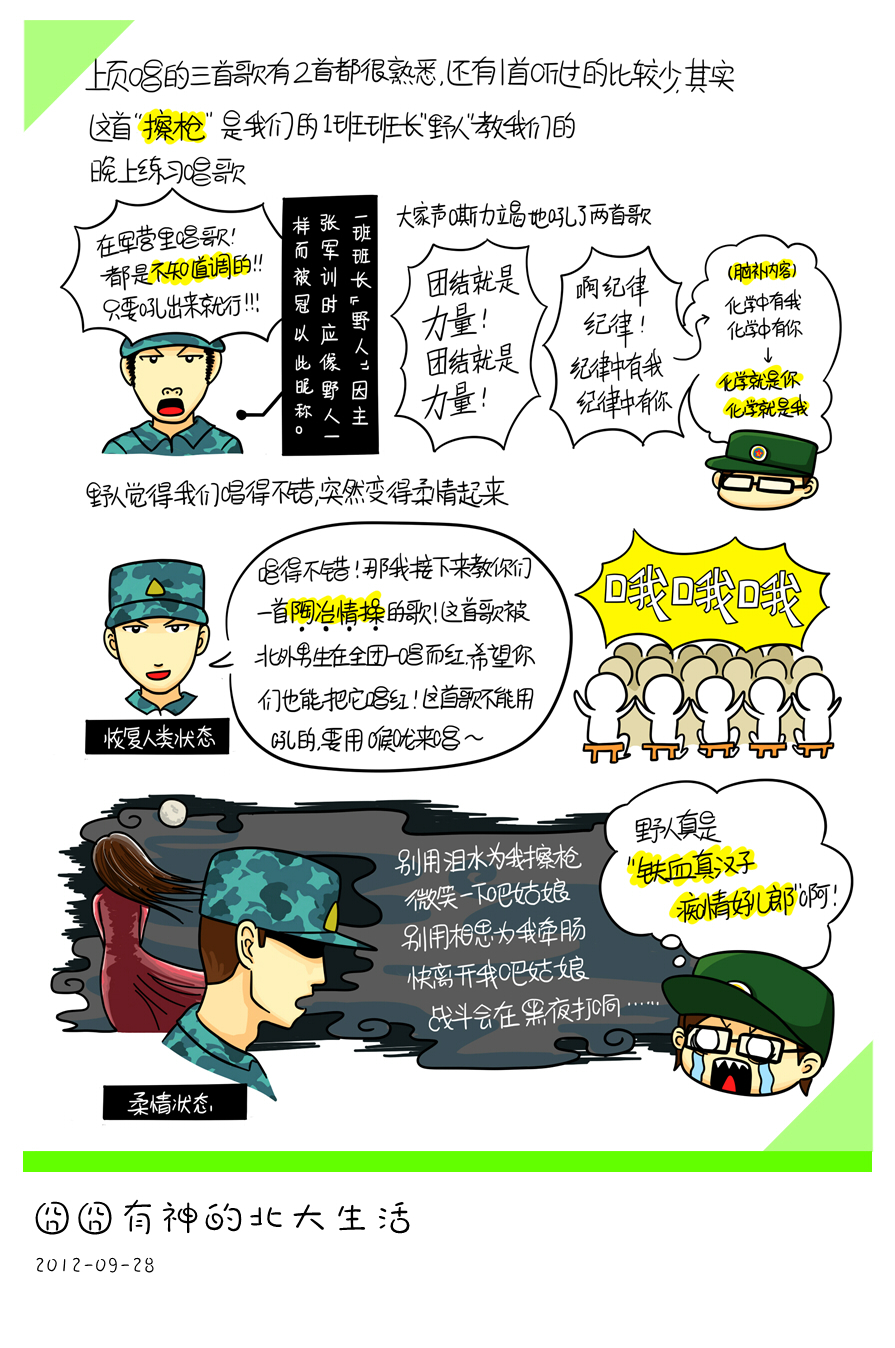 上页唱的三首歌有2首都很熟悉,还有1首听过的比较少,其实
这首“擦枪”是我们的1班班长“野人”教我们的
晚上练习唱歌
在军营里唱歌!
都是不知道调的!!
只要吼出来就行!!!
一班班长『野人』因主
张军训时应像野人一
样而被冠以此昵称。
大家声嘶力竭地吼了两首歌
团结就是
力量!
团结就是
力量!
啊纪律
纪律!
纪律中有我
纪律中有你
(脑补内容)
化学中有我
化学中有你
↓
化学就是你
化学就是我
野人觉得我们唱得不错,突然变得柔情起来
唱得不错!那我接下来教你们
一首陶冶情操的歌!这首歌被
北外男生在全团一唱而红.希望你
们也能把它唱红!这首歌不能用
吼的,要用喉咙来唱~
恢复人类状态
哦哦哦
别用泪水为我擦枪
微笑一下吧姑娘
别用相思为我牵肠
快离开我吧姑娘
战斗会在黑夜打响……
野人真是
“铁血真汉子
痴情好儿郎”啊!
柔情状态
囧囧有神的北大生活
2012-09-28